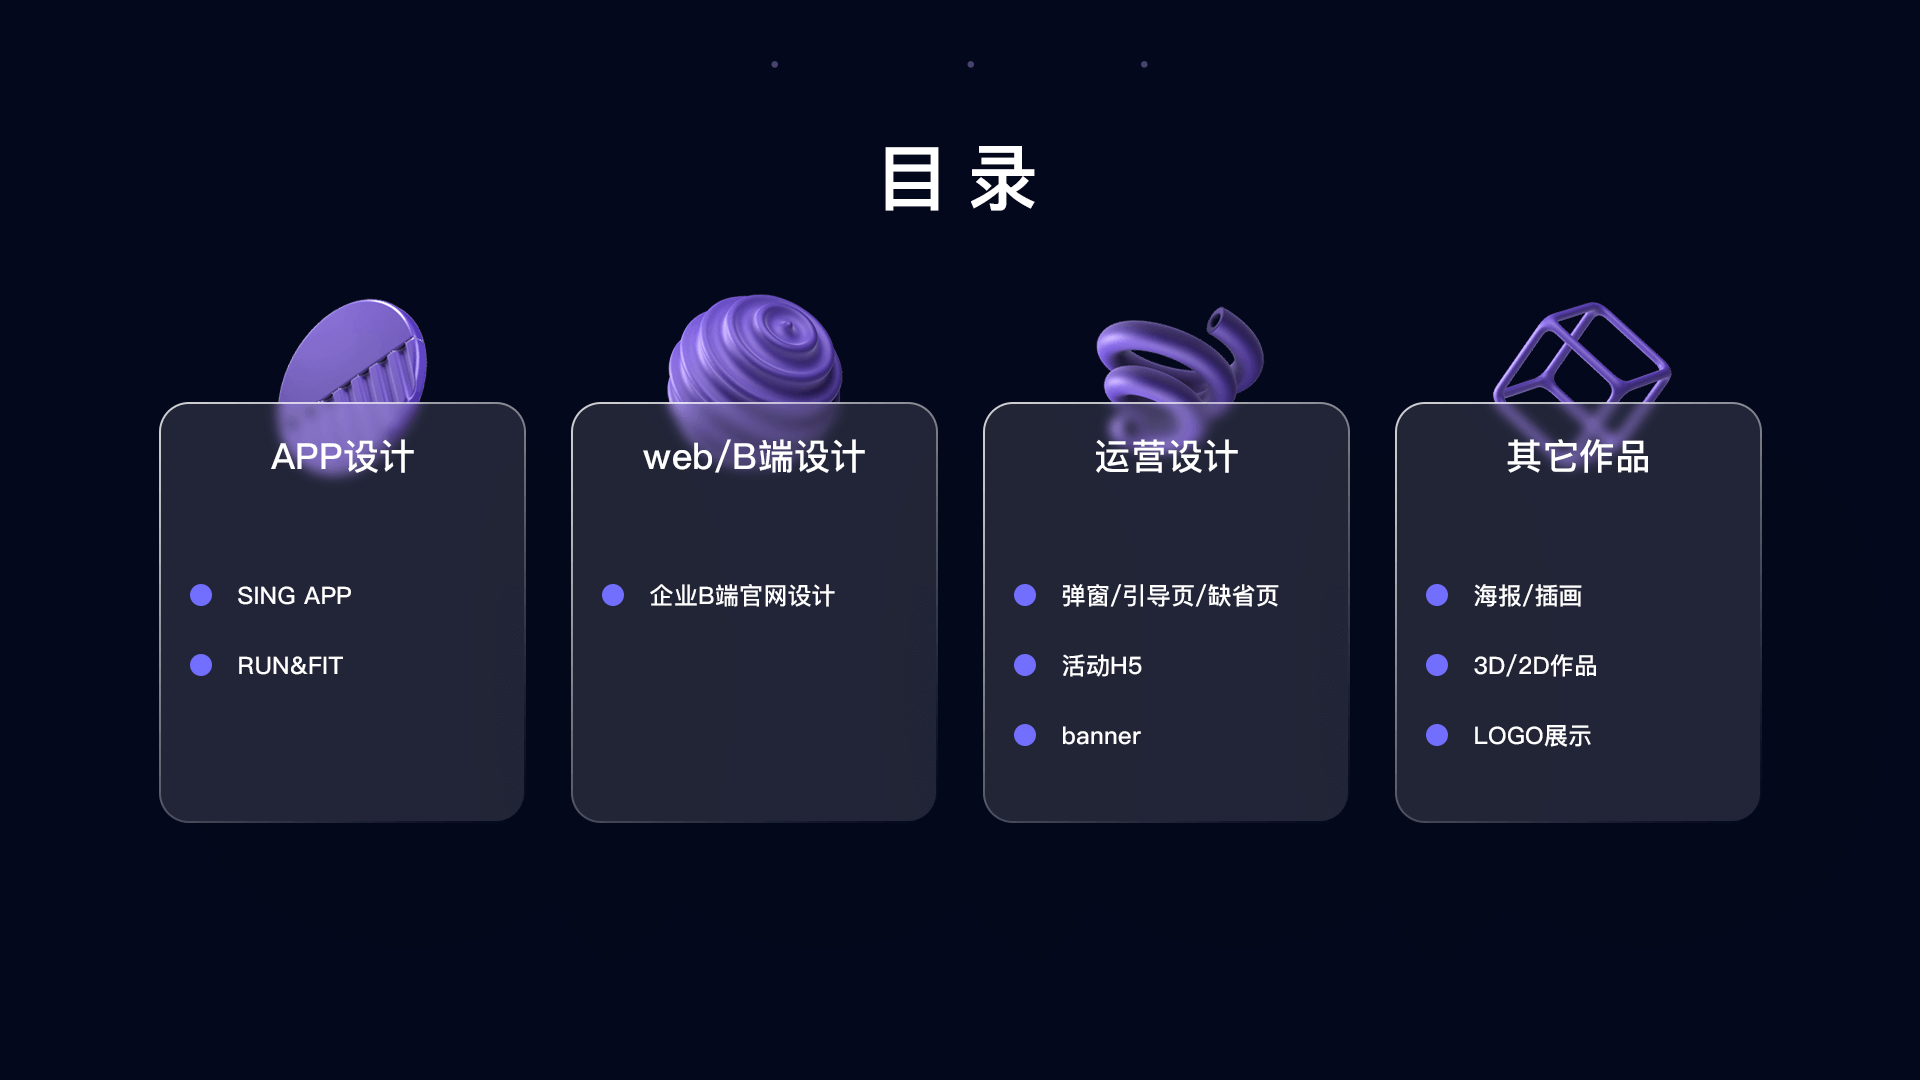 目录
APP设计
SING APP
RUN&FIT
web/B端设计
企业B端官网设计
运营设计
弹窗/引导页/缺省页
活动H5
banner
其它作品
海报/插画
3D/2D作品
LOGO展示